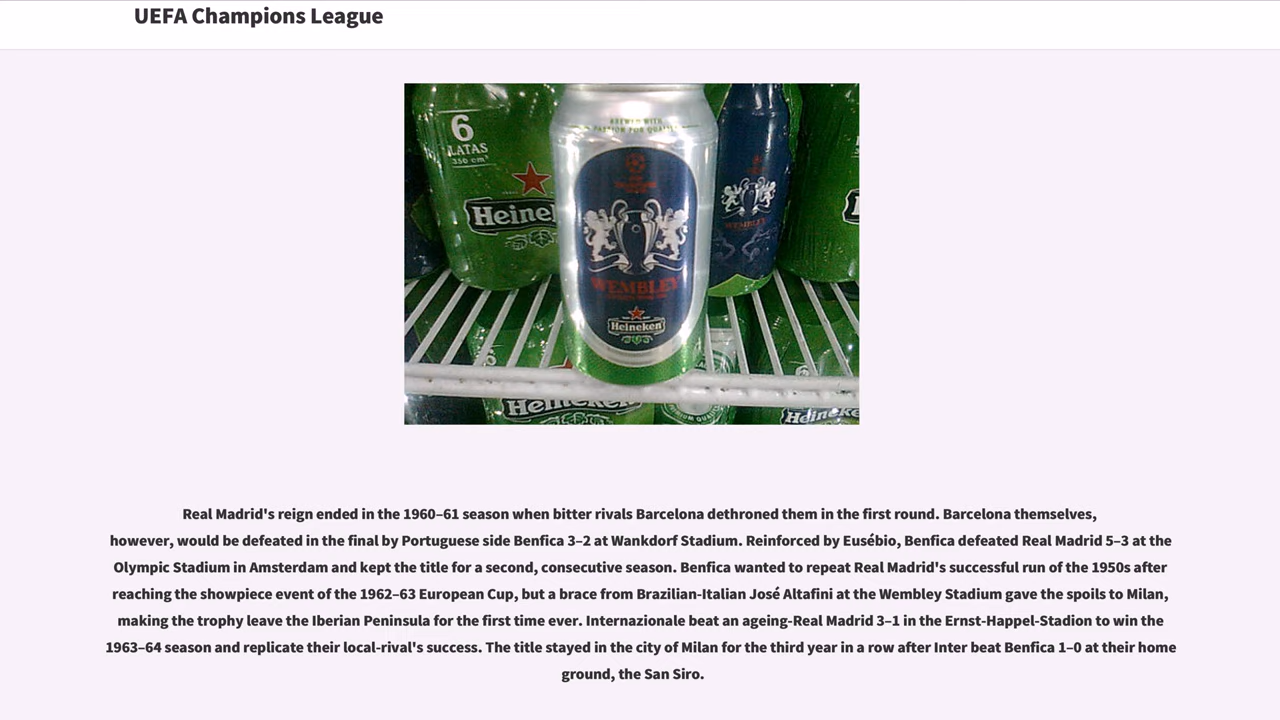 UEFA Champions League
6
LATAS
350 cm³
Heine
BREWED WITH
PASSION FOR QUALITY
WEMBLEY
Heineken
WEMBLEY
Heineken
Heineke
Real Madrid's reign ended in the 1960–61 season when bitter rivals Barcelona dethroned them in the first round. Barcelona themselves,
however, would be defeated in the final by Portuguese side Benfica 3–2 at Wankdorf Stadium. Reinforced by Eusébio, Benfica defeated Real Madrid 5–3 at the
Olympic Stadium in Amsterdam and kept the title for a second, consecutive season. Benfica wanted to repeat Real Madrid's successful run of the 1950s after
reaching the showpiece event of the 1962–63 European Cup, but a brace from Brazilian-Italian José Altafini at the Wembley Stadium gave the spoils to Milan,
making the trophy leave the Iberian Peninsula for the first time ever. Internazionale beat an ageing-Real Madrid 3–1 in the Ernst-Happel-Stadion to win the
1963–64 season and replicate their local-rival's success. The title stayed in the city of Milan for the third year in a row after Inter beat Benfica 1–0 at their home
ground, the San Siro.